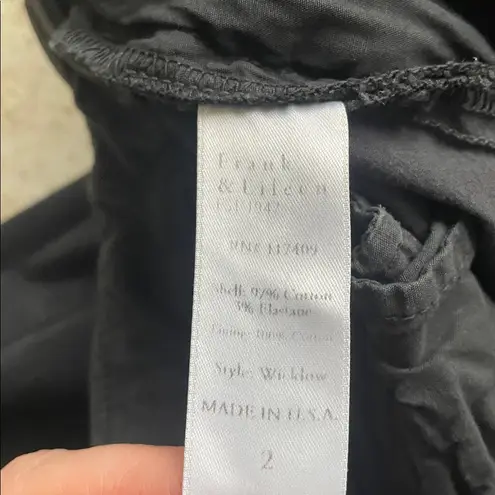 Frank
& Eileen
EST 1947
RN# 117409
Shell: 97% Cotton
3% Elastane
Lining: 100% Cotton
Style: Wicklow
MADE IN U.S.A.
2